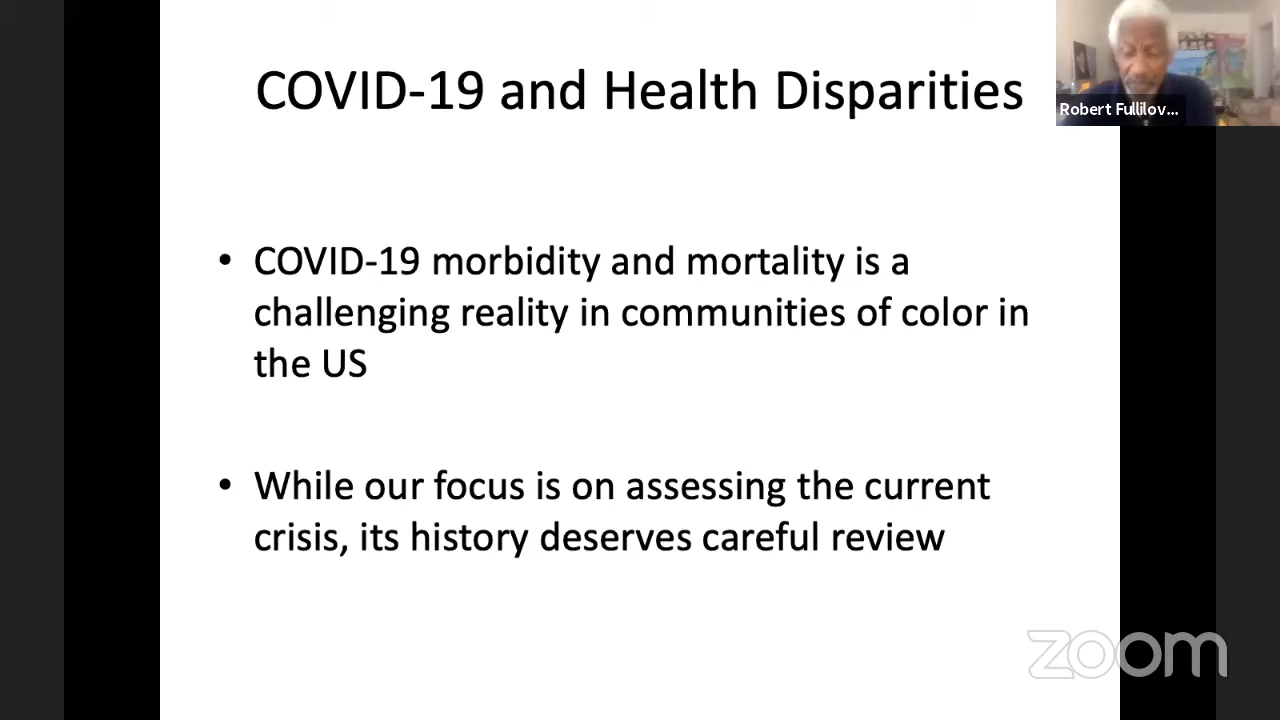 COVID-19 and Health Disparities
Robert Fullilov...
• COVID-19 morbidity and mortality is a
challenging reality in communities of color in
the US
• While our focus is on assessing the current
crisis, its history deserves careful review
zoom